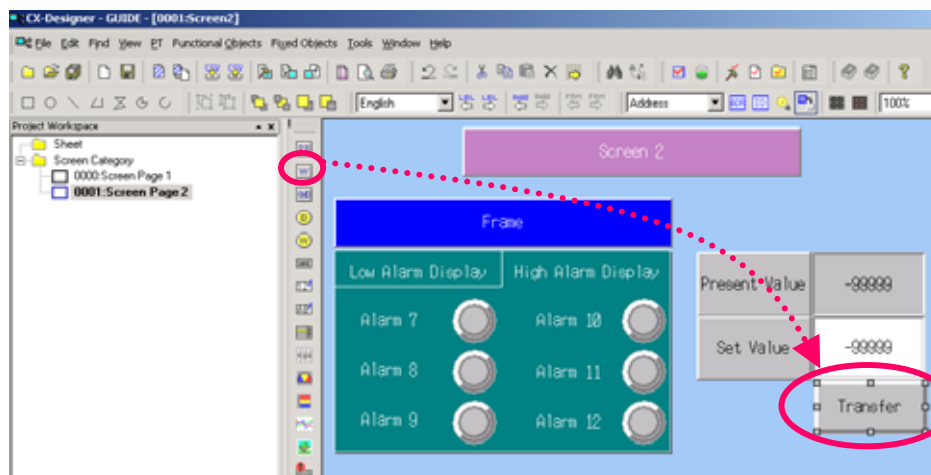 CX-Designer - GUIDE - [0001:Screen2]
File Edit Find View PT Functional Objects Fixed Objects Tools Window Help
English Address 100%
Project Workspace
Sheet
Screen Category
0000:Screen Page 1
0001:Screen Page 2
Screen 2
Frame
Low Alarm Display High Alarm Display
Alarm 7 Alarm 10
Alarm 8 Alarm 11
Alarm 9 Alarm 12
Present Value -99999
Set Value -99999
Transfer